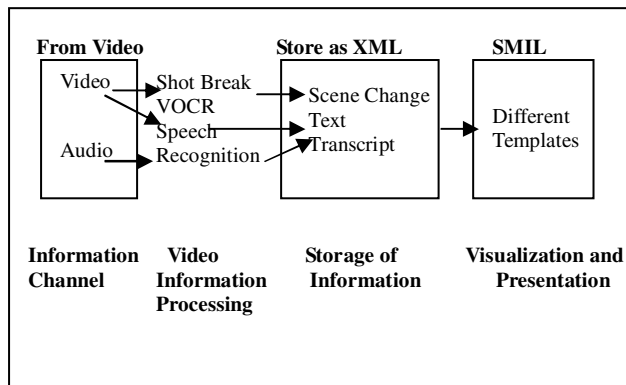 From Video
Store as XML
SMIL
Video
Audio
Shot Break
VOCR
Speech
Recognition
Scene Change
Text
Transcript
Different
Templates
Information
Channel
Video
Information
Processing
Storage of
Information
Visualization and
Presentation